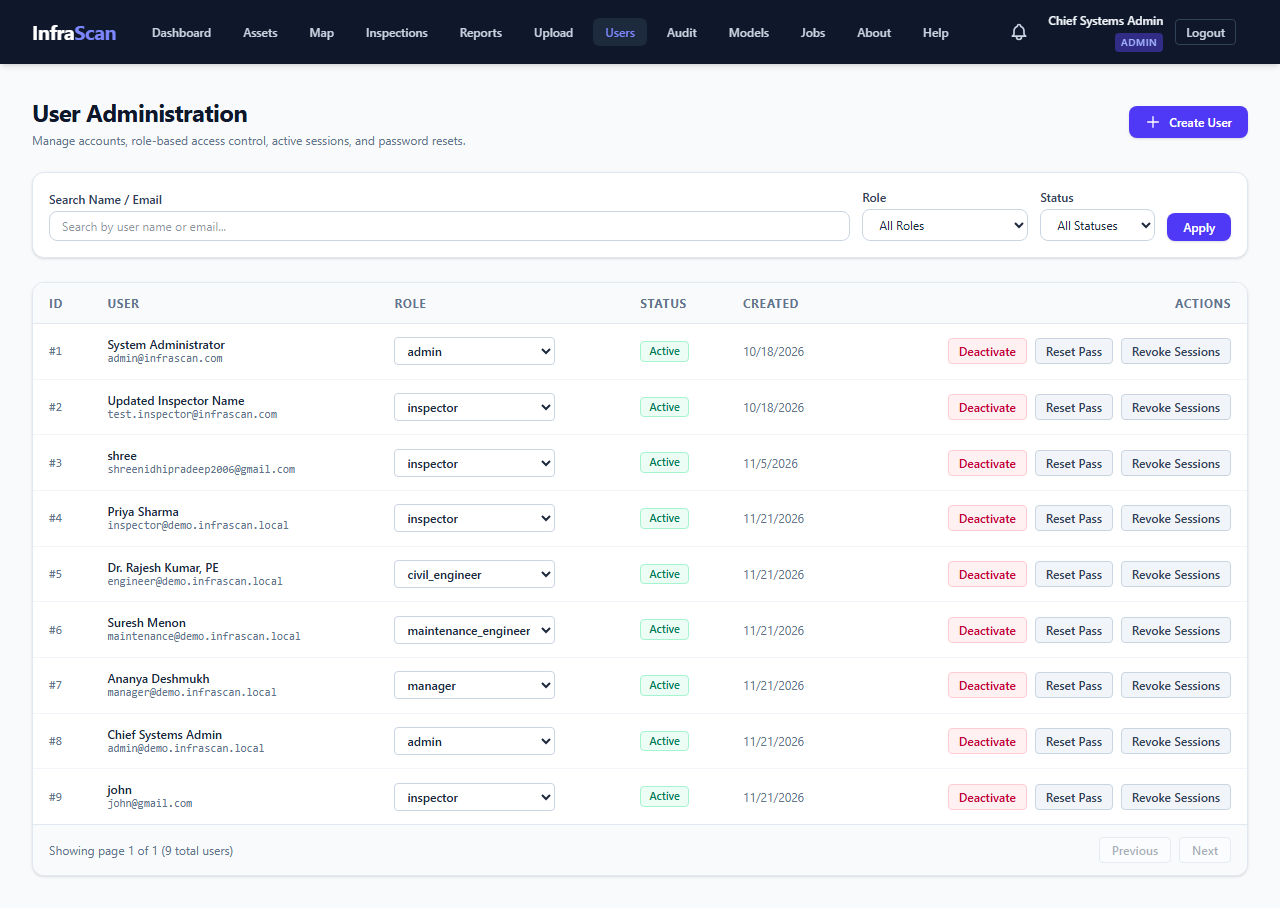 InfraScan Dashboard Assets Map Inspections Reports Upload Users Audit Models Jobs About Help Chief Systems Admin Logout
ADMIN
User Administration
Manage accounts, role-based access control, active sessions, and password resets.
+ Create User
Search Name / Email Role Status
Search by user name or email... All Roles All Statuses Apply
ID USER ROLE STATUS CREATED ACTIONS
#1 System Administrator admin Active 10/18/2026 Deactivate Reset Pass Revoke Sessions
admin@infrascan.com
#2 Updated Inspector Name inspector Active 10/18/2026 Deactivate Reset Pass Revoke Sessions
test.inspector@infrascan.com
#3 shree inspector Active 11/5/2026 Deactivate Reset Pass Revoke Sessions
shreenidhipradeep2006@gmail.com
#4 Priya Sharma inspector Active 11/21/2026 Deactivate Reset Pass Revoke Sessions
inspector@demo.infrascan.local
#5 Dr. Rajesh Kumar, PE civil_engineer Active 11/21/2026 Deactivate Reset Pass Revoke Sessions
engineer@demo.infrascan.local
#6 Suresh Menon maintenance_engineer Active 11/21/2026 Deactivate Reset Pass Revoke Sessions
maintenance@demo.infrascan.local
#7 Ananya Deshmukh manager Active 11/21/2026 Deactivate Reset Pass Revoke Sessions
manager@demo.infrascan.local
#8 Chief Systems Admin admin Active 11/21/2026 Deactivate Reset Pass Revoke Sessions
admin@demo.infrascan.local
#9 john inspector Active 11/21/2026 Deactivate Reset Pass Revoke Sessions
john@gmail.com
Showing page 1 of 1 (9 total users) Previous Next